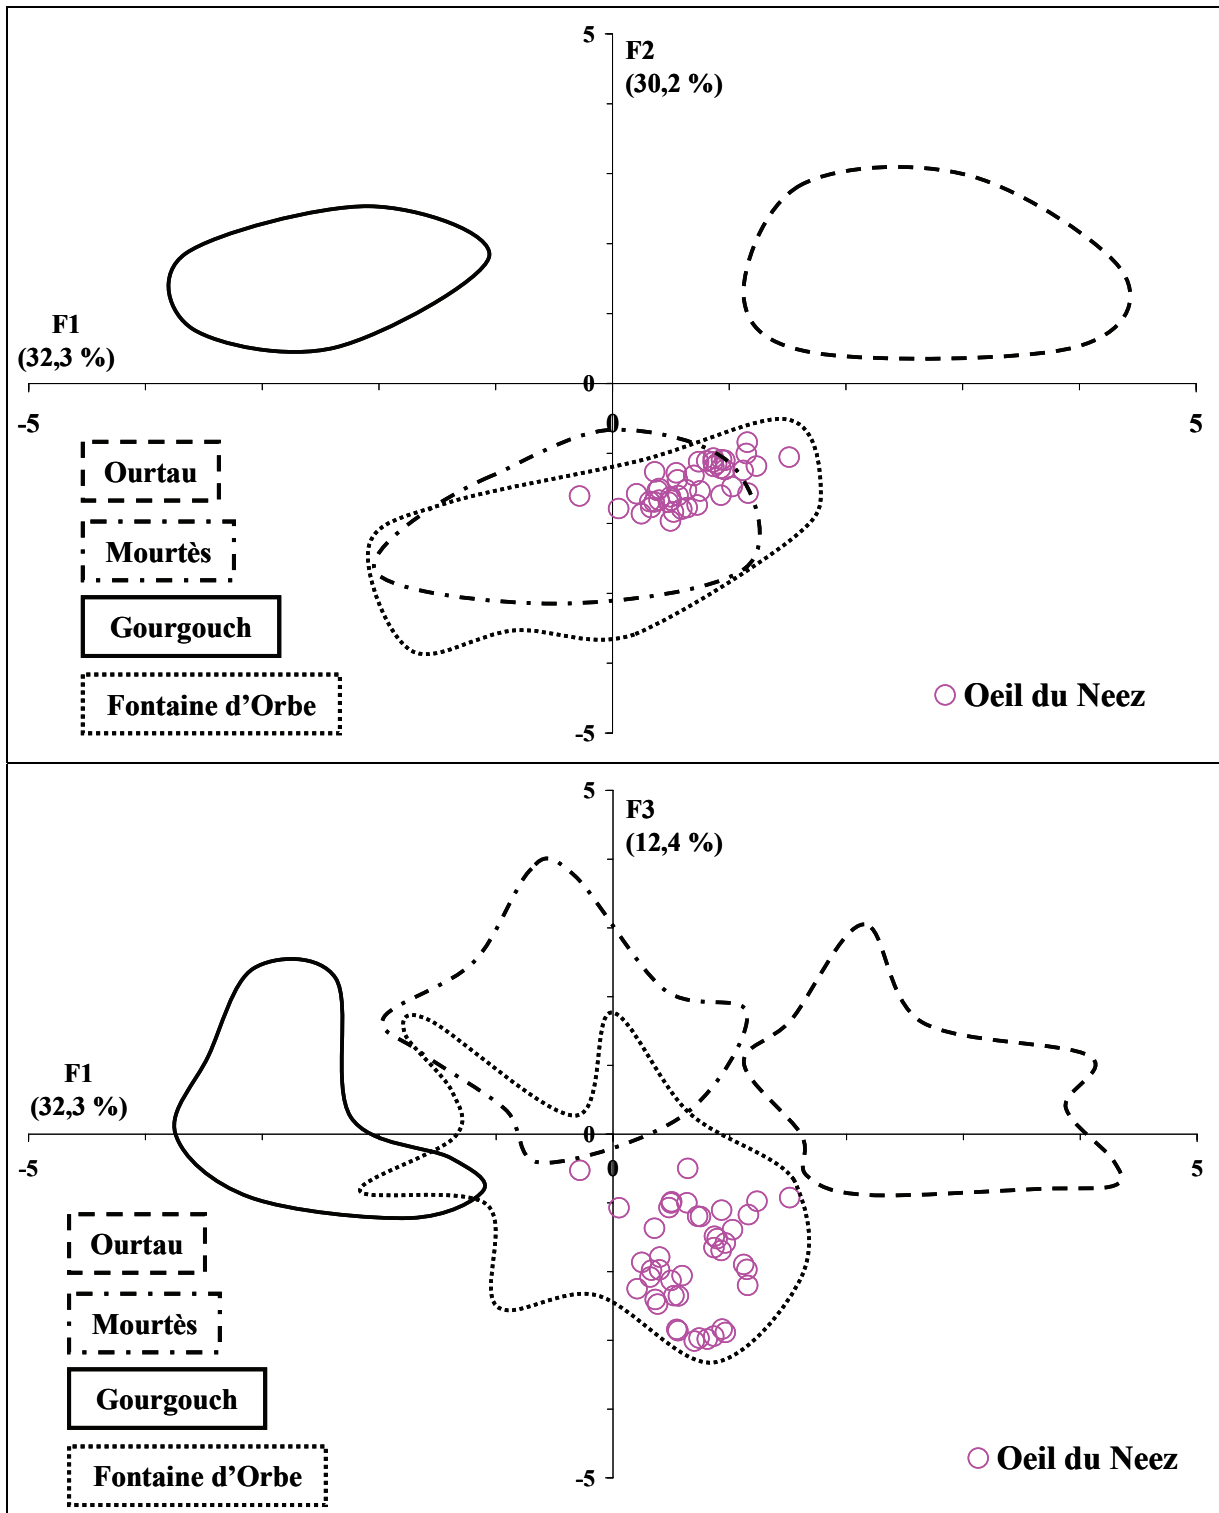 5
F2
(30,2 %)
F1
(32,3 %)
0
-5
0
5
Ourtau
Mourtès
Gourgouch
Fontaine d’Orbe
Oeil du Neez
-5
5
F3
(12,4 %)
F1
(32,3 %)
-5
0
5
Ourtau
Mourtès
Gourgouch
Fontaine d’Orbe
Oeil du Neez
-5